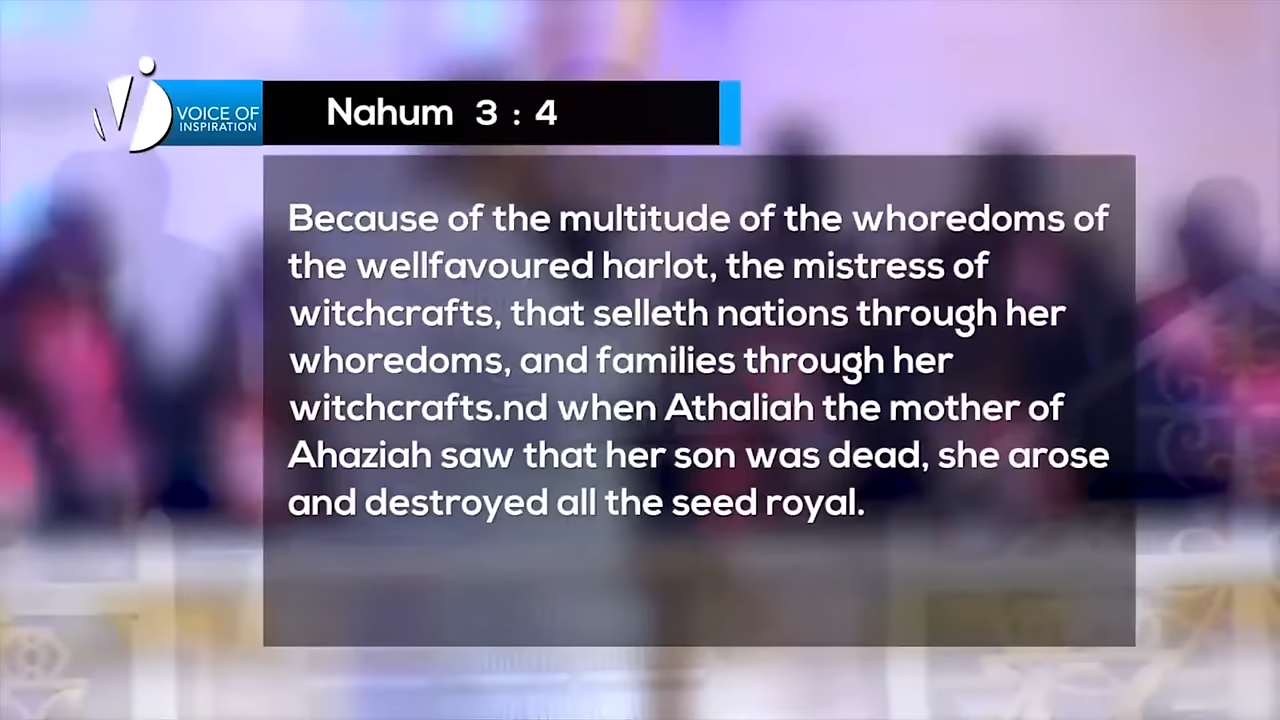 VOICE OF
INSPIRATION
Nahum 3 : 4
Because of the multitude of the whoredoms of
the wellfavoured harlot, the mistress of
witchcrafts, that selleth nations through her
whoredoms, and families through her
witchcrafts.nd when Athaliah the mother of
Ahaziah saw that her son was dead, she arose
and destroyed all the seed royal.